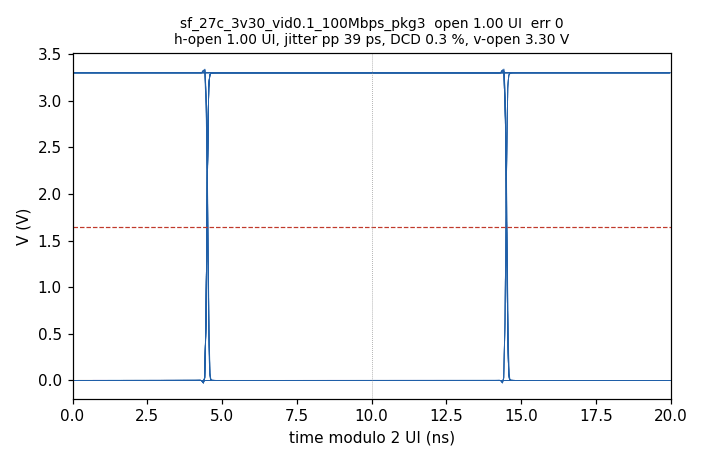 sf_27c_3v30_vid0.1_100Mbps_pkg3  open 1.00 UI  err 0
h-open 1.00 UI, jitter pp 39 ps, DCD 0.3 %, v-open 3.30 V
3.5
3.0
2.5
2.0
1.5
1.0
0.5
0.0
V (V)
0.0 2.5 5.0 7.5 10.0 12.5 15.0 17.5 20.0
time modulo 2 UI (ns)